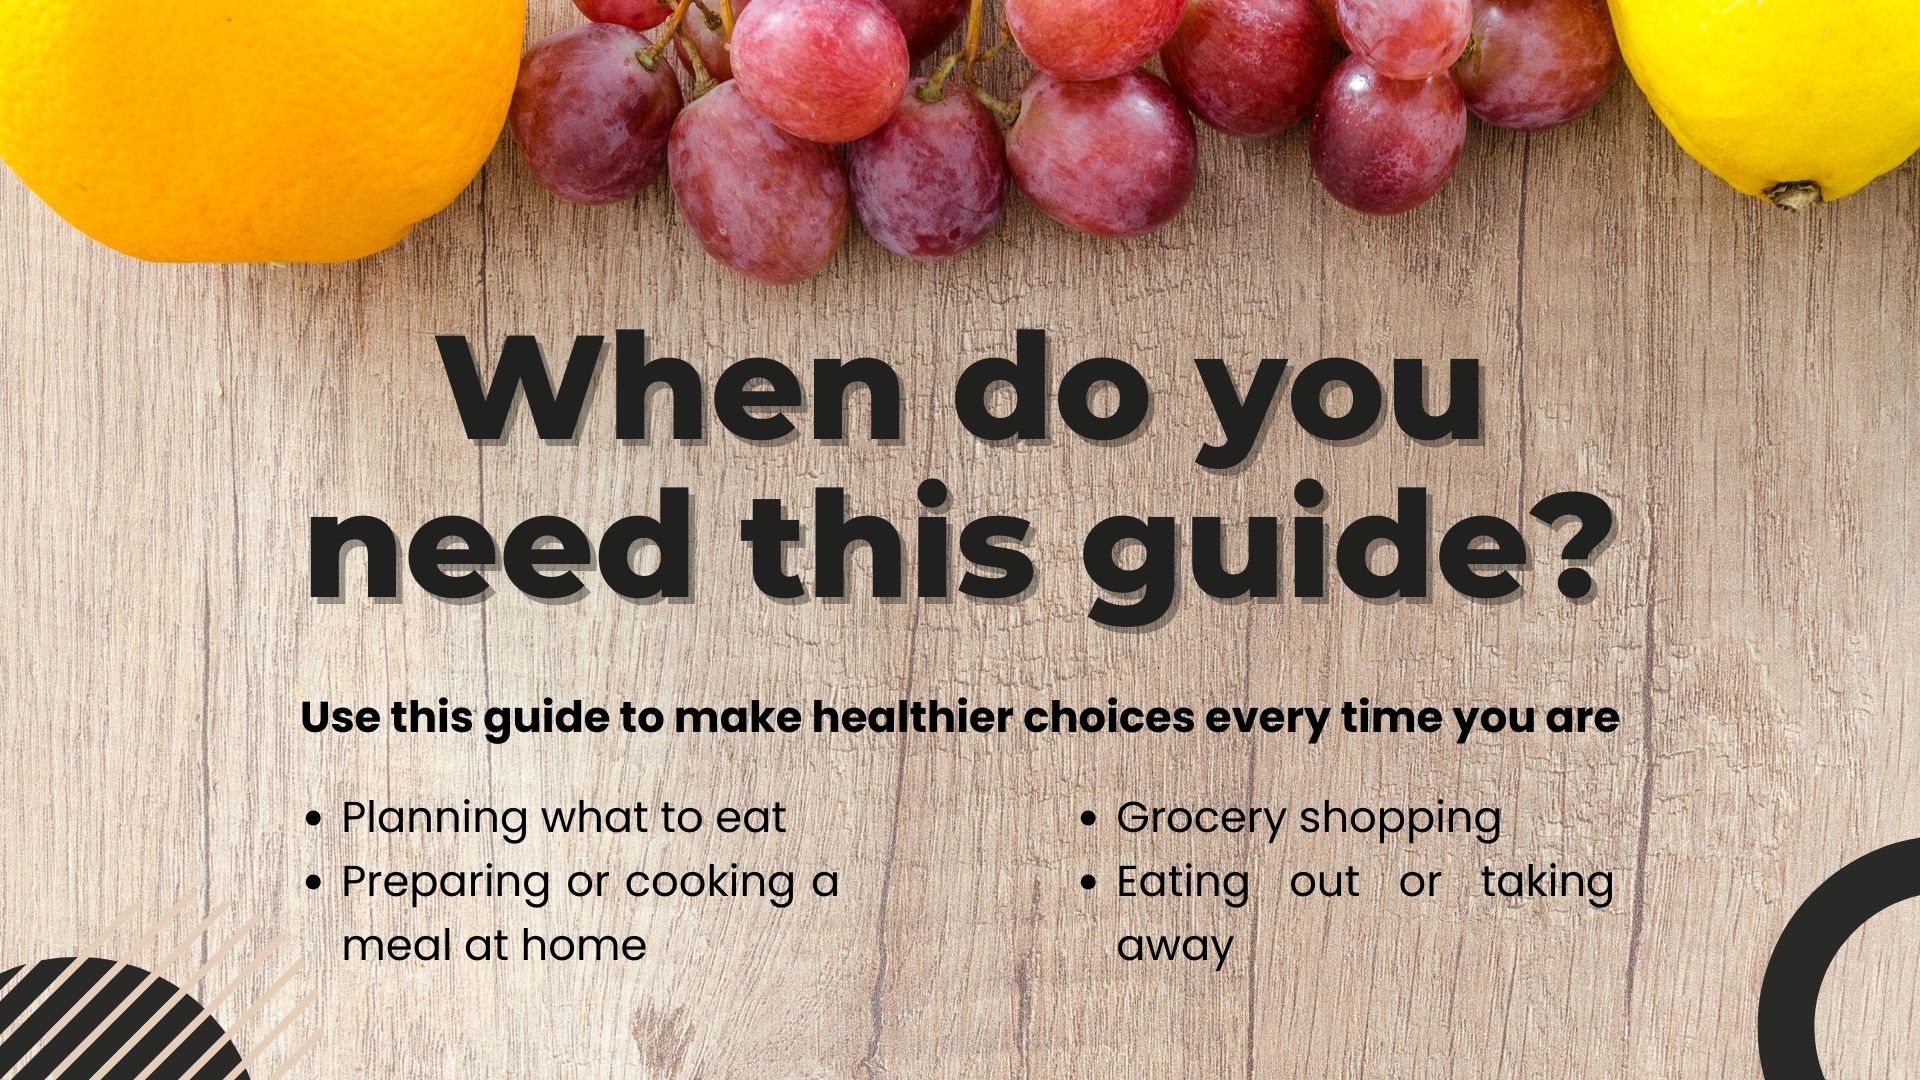 When do you
need this guide?
Use this guide to make healthier choices every time you are
• Planning what to eat
• Preparing or cooking a
meal at home
• Grocery shopping
• Eating out or taking
away